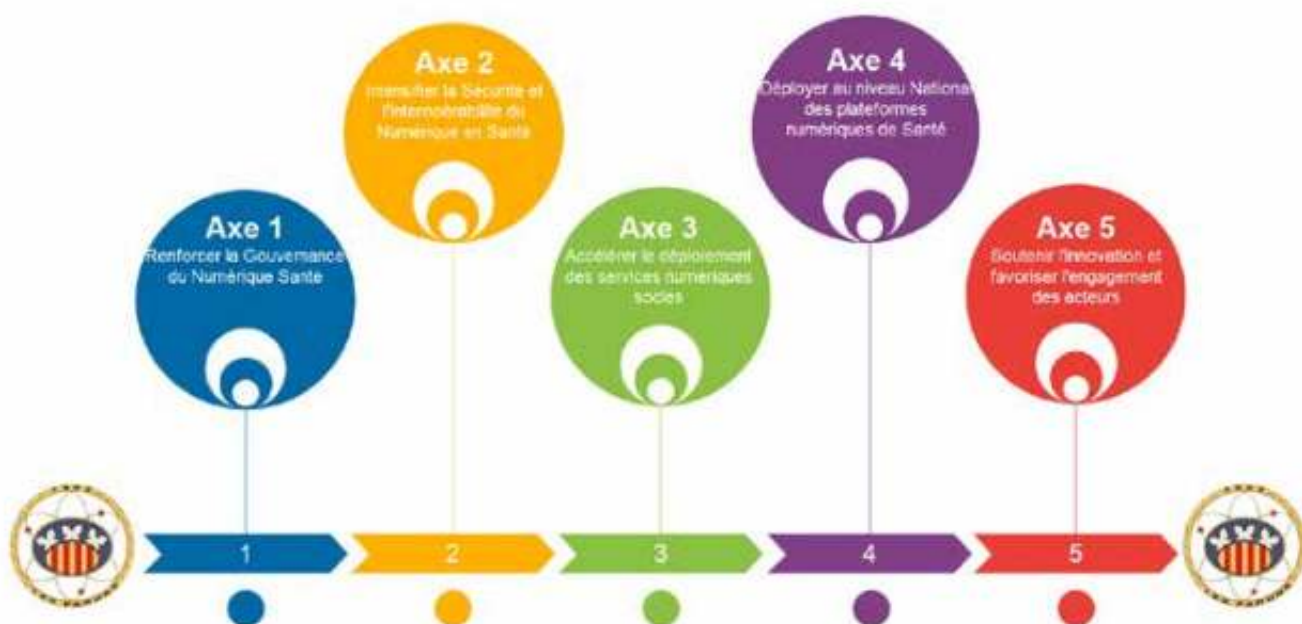 Axe 1
Renforcer la Gouvernance
du Numérique Santé
Axe 2
Intensifier la Sécurité et
l'Interopérabilité du
Numérique en Santé
Axe 3
Accélérer le déploiement
des services numériques
socles
Axe 4
Déployer au niveau National
des plateformes
numériques de Santé
Axe 5
Soutenir l'innovation et
favoriser l'engagement
des acteurs
1
2
3
4
5